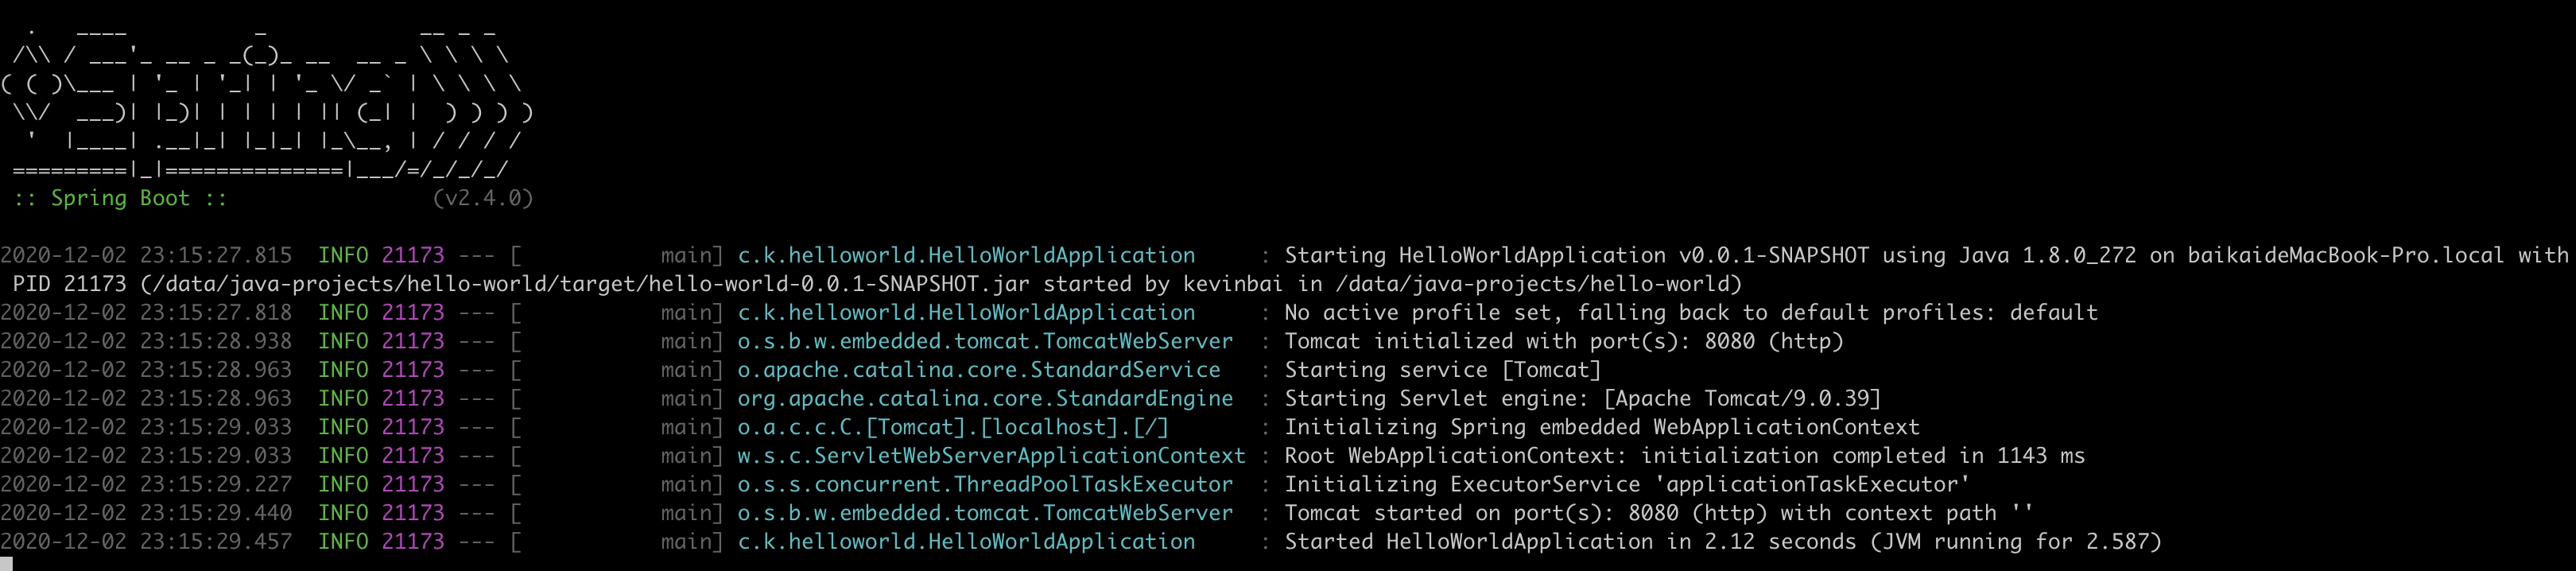 .   ____          _            __ _ _
 /\\ / ___'_ __ _ _(_)_ __  __ _ \ \ \ \
( ( )\___ | '_ | '_| | '_ \/ _` | \ \ \ \
 \\/  ___)| |_)| | | | | || (_| |  ) ) ) )
  '  |____| .__|_| |_|_| |_\__, | / / / /
 =========|_|==============|___/=/_/_/_/
 :: Spring Boot ::                (v2.4.0)
2020-12-02 23:15:27.815  INFO 21173 --- [           main] c.k.helloworld.HelloWorldApplication     : Starting HelloWorldApplication v0.0.1-SNAPSHOT using Java 1.8.0_272 on baikaideMacBook-Pro.local with
 PID 21173 (/data/java-projects/hello-world/target/hello-world-0.0.1-SNAPSHOT.jar started by kevinbai in /data/java-projects/hello-world)
2020-12-02 23:15:27.818  INFO 21173 --- [           main] c.k.helloworld.HelloWorldApplication     : No active profile set, falling back to default profiles: default
2020-12-02 23:15:28.938  INFO 21173 --- [           main] o.s.b.w.embedded.tomcat.TomcatWebServer  : Tomcat initialized with port(s): 8080 (http)
2020-12-02 23:15:28.963  INFO 21173 --- [           main] o.apache.catalina.core.StandardService   : Starting service [Tomcat]
2020-12-02 23:15:28.963  INFO 21173 --- [           main] org.apache.catalina.core.StandardEngine  : Starting Servlet engine: [Apache Tomcat/9.0.39]
2020-12-02 23:15:29.033  INFO 21173 --- [           main] o.a.c.c.C.[Tomcat].[localhost].[/]       : Initializing Spring embedded WebApplicationContext
2020-12-02 23:15:29.033  INFO 21173 --- [           main] w.s.c.ServletWebServerApplicationContext : Root WebApplicationContext: initialization completed in 1143 ms
2020-12-02 23:15:29.227  INFO 21173 --- [           main] o.s.s.concurrent.ThreadPoolTaskExecutor  : Initializing ExecutorService 'applicationTaskExecutor'
2020-12-02 23:15:29.440  INFO 21173 --- [           main] o.s.b.w.embedded.tomcat.TomcatWebServer  : Tomcat started on port(s): 8080 (http) with context path ''
2020-12-02 23:15:29.457  INFO 21173 --- [           main] c.k.helloworld.HelloWorldApplication     : Started HelloWorldApplication in 2.12 seconds (JVM running for 2.587)